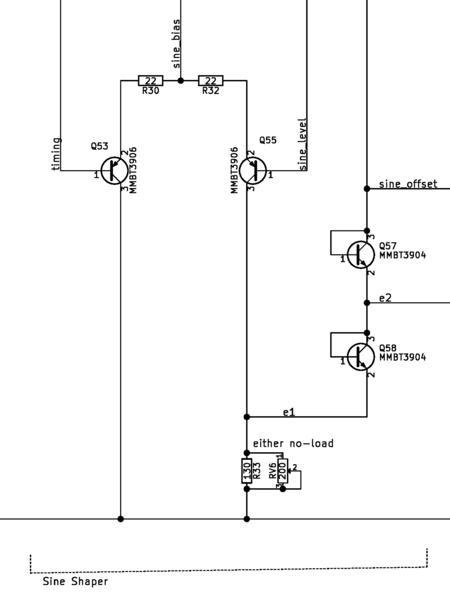 sine_bias
22
22
R30
R32
timing
sine_level
Q53
Q55
2
2
MMBT3906
MMBT3906
1
1
3
3
sine_offset
3
Q57
MMBT3904
1
2
e2
3
Q58
MMBT3904
1
2
e1
either no-load
130
R33
RV6
200
1
2
3
Sine Shaper